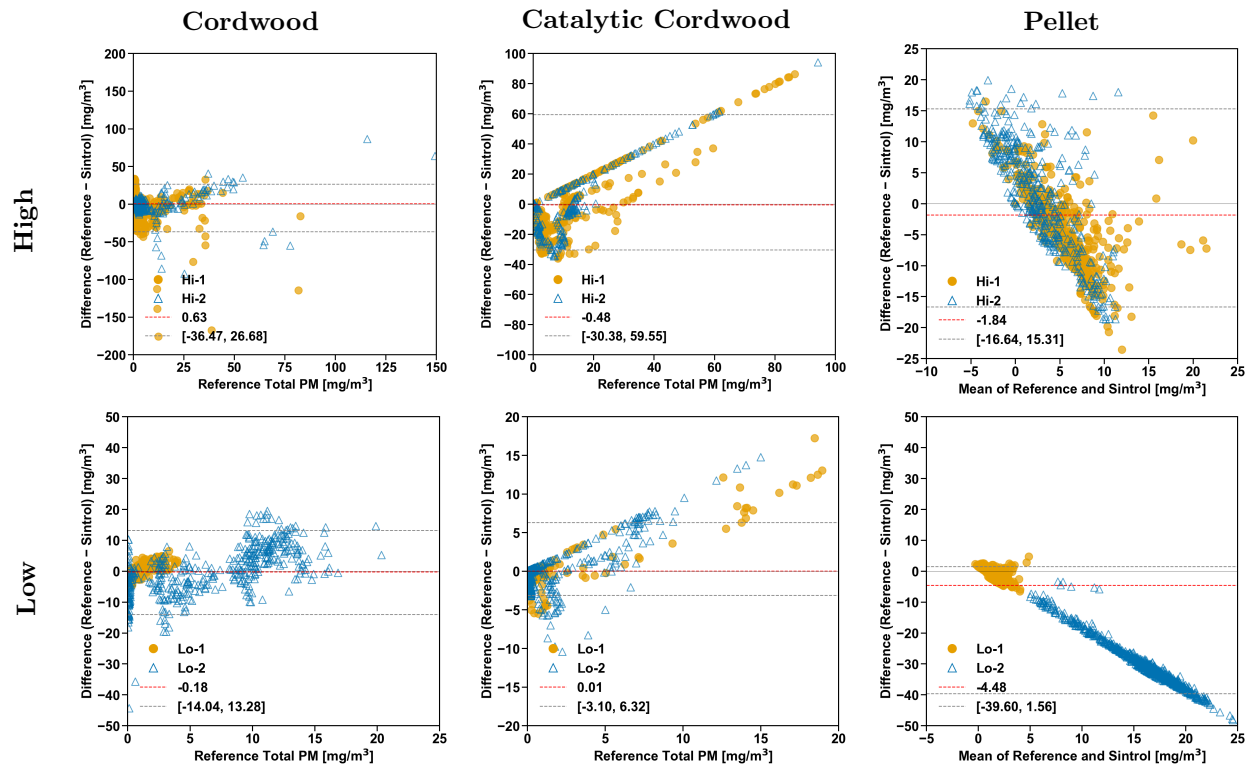 Cordwood
Catalytic Cordwood
Pellet
High
Difference (Reference − Sintrol) [mg/m³]
200
150
100
50
0
−50
−100
−150
−200
Hi-1
Hi-2
0.63
[-36.47, 26.68]
0 25 50 75 100 125 150
Reference Total PM [mg/m³]
Difference (Reference − Sintrol) [mg/m³]
100
80
60
40
20
0
−20
−40
−60
−80
−100
Hi-1
Hi-2
-0.48
[-30.38, 59.55]
0 20 40 60 80 100
Reference Total PM [mg/m³]
Difference (Reference − Sintrol) [mg/m³]
25
20
15
10
5
0
−5
−10
−15
−20
−25
Hi-1
Hi-2
-1.84
[-16.64, 15.31]
−10 −5 0 5 10 15 20 25
Mean of Reference and Sintrol [mg/m³]
Low
Difference (Reference − Sintrol) [mg/m³]
50
40
30
20
10
0
−10
−20
−30
−40
−50
Lo-1
Lo-2
-0.18
[-14.04, 13.28]
0 5 10 15 20 25
Reference Total PM [mg/m³]
Difference (Reference − Sintrol) [mg/m³]
20
15
10
5
0
−5
−10
−15
−20
Lo-1
Lo-2
0.01
[-3.10, 6.32]
0 5 10 15 20
Reference Total PM [mg/m³]
Difference (Reference − Sintrol) [mg/m³]
50
40
30
20
10
0
−10
−20
−30
−40
−50
Lo-1
Lo-2
-4.48
[-39.60, 1.56]
−5 0 5 10 15 20 25
Mean of Reference and Sintrol [mg/m³]